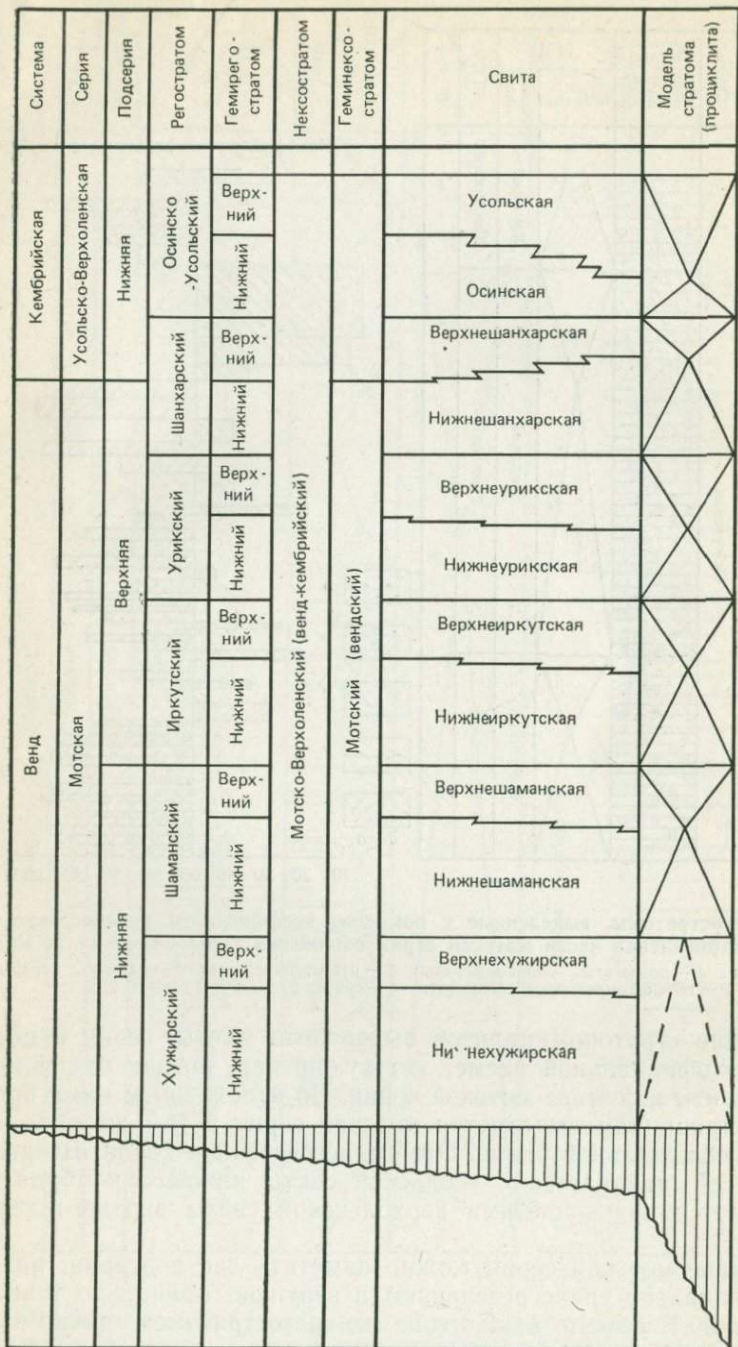 Система
Серия
Подсерия
Регостратом
Гемирего-
стратом
Нексостратом
Геминексо-
стратом
Свита
Модель
стратома
(проциклита)
Кембрийская
Усольско-Верхоленская
Нижняя
Осинско
-Усольский
Верх-
ний
Нижний
Шанхарский
Верх-
ний
Нижний
Венд
Мотская
Верхняя
Урикский
Верх-
ний
Нижний
Иркутский
Верх-
ний
Нижний
Нижняя
Шаманский
Верх-
ний
Нижний
Хужирский
Верх-
ний
Нижний
Мотско-Верхоленский (венд-кембрийский)
Мотский (вендский)
Усольская
Осинская
Верхнешанхарская
Нижнешанхарская
Верхнеурикская
Нижнеурикская
Верхнеиркутская
Нижнеиркутская
Верхнешаманская
Нижнешаманская
Верхнехужирская
Ни нехужирская